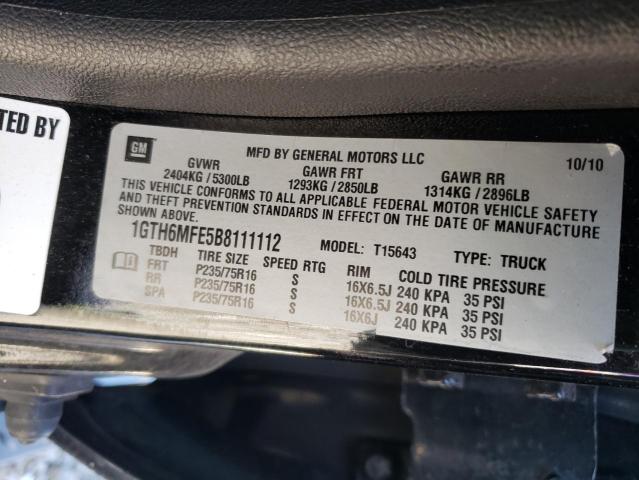 TED BY
GM
MFD BY GENERAL MOTORS LLC
10/10
GVWR GAWR FRT GAWR RR
2404KG / 5300LB 1293KG / 2850LB 1314KG / 2896LB
THIS VEHICLE CONFORMS TO ALL APPLICABLE FEDERAL MOTOR VEHICLE SAFETY
AND THEFT PREVENTION STANDARDS IN EFFECT ON THE DATE OF MANUFACTURE
SHOWN ABOVE.
1GTH6MFE5B8111112 MODEL: T15643 TYPE: TRUCK
TBDH TIRE SIZE SPEED RTG RIM COLD TIRE PRESSURE
FRT P235/75R16 S 16X6.5J 240 KPA 35 PSI
RR P235/75R16 S 16X6.5J 240 KPA 35 PSI
SPA P235/75R16 S 16X6J 240 KPA 35 PSI